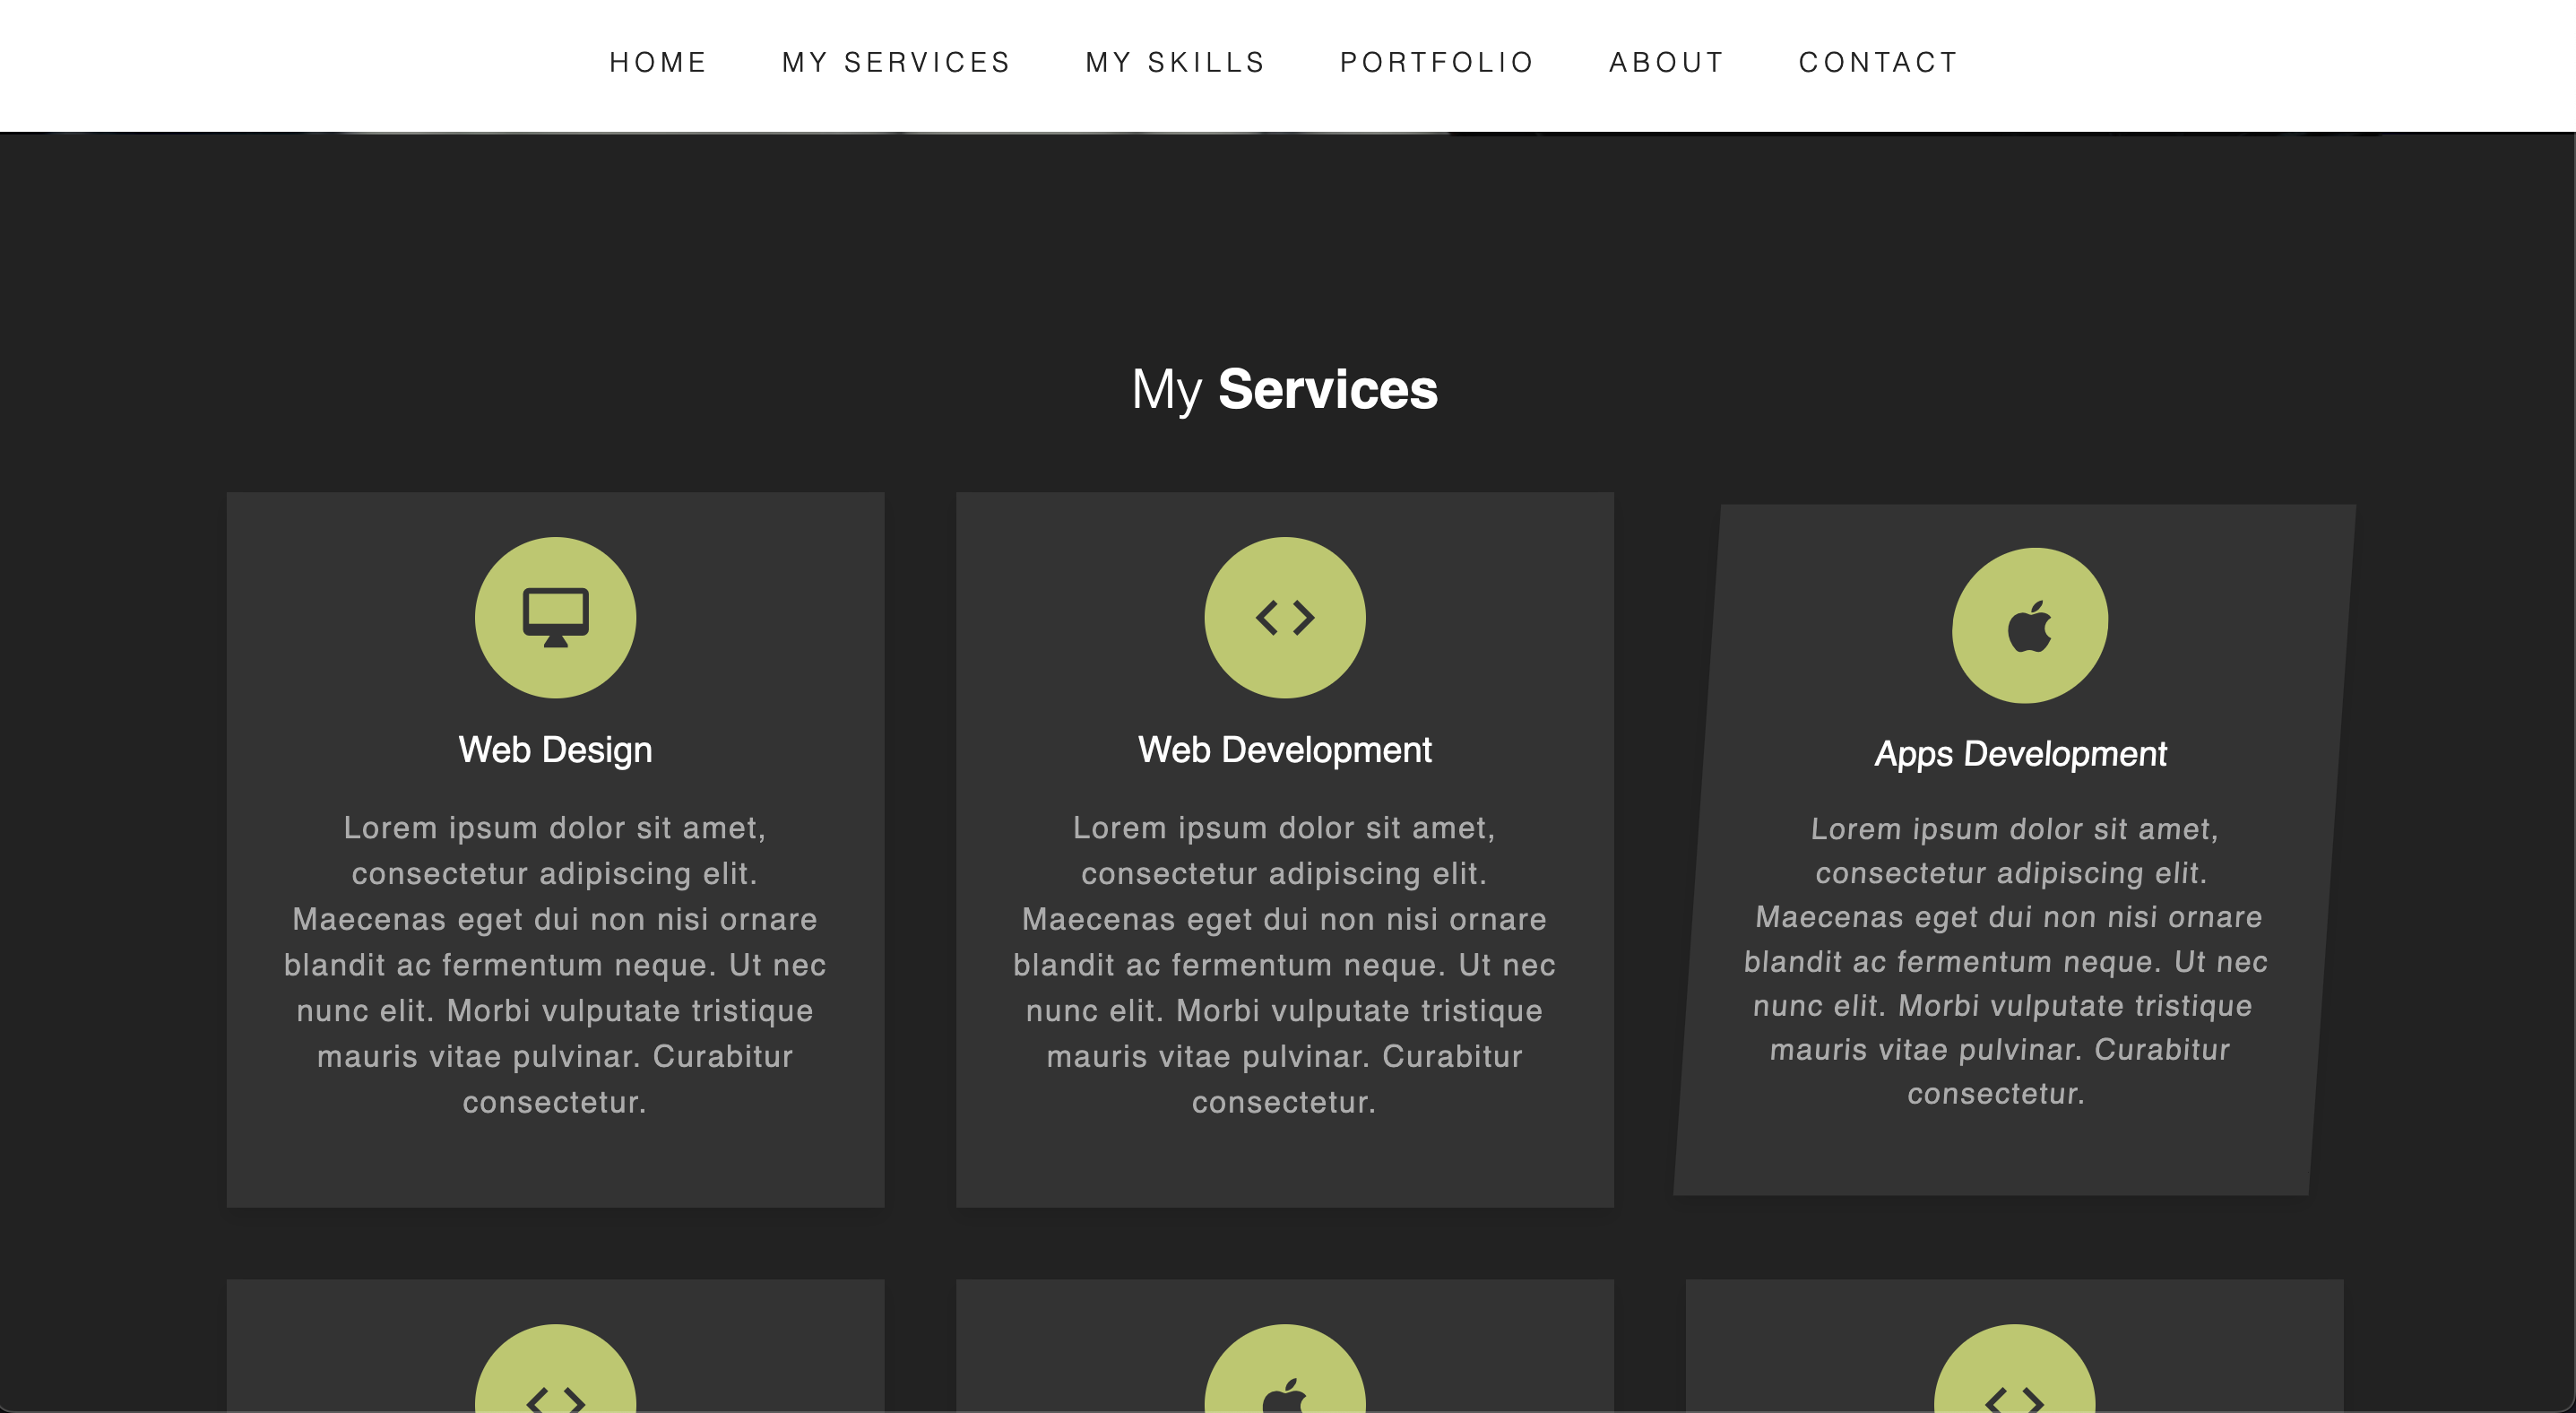 HOME MY SERVICES MY SKILLS PORTFOLIO ABOUT CONTACT
My Services
Web Design
Lorem ipsum dolor sit amet,
consectetur adipiscing elit.
Maecenas eget dui non nisi ornare
blandit ac fermentum neque. Ut nec
nunc elit. Morbi vulputate tristique
mauris vitae pulvinar. Curabitur
consectetur.
Web Development
Lorem ipsum dolor sit amet,
consectetur adipiscing elit.
Maecenas eget dui non nisi ornare
blandit ac fermentum neque. Ut nec
nunc elit. Morbi vulputate tristique
mauris vitae pulvinar. Curabitur
consectetur.
Apps Development
Lorem ipsum dolor sit amet,
consectetur adipiscing elit.
Maecenas eget dui non nisi ornare
blandit ac fermentum neque. Ut nec
nunc elit. Morbi vulputate tristique
mauris vitae pulvinar. Curabitur
consectetur.